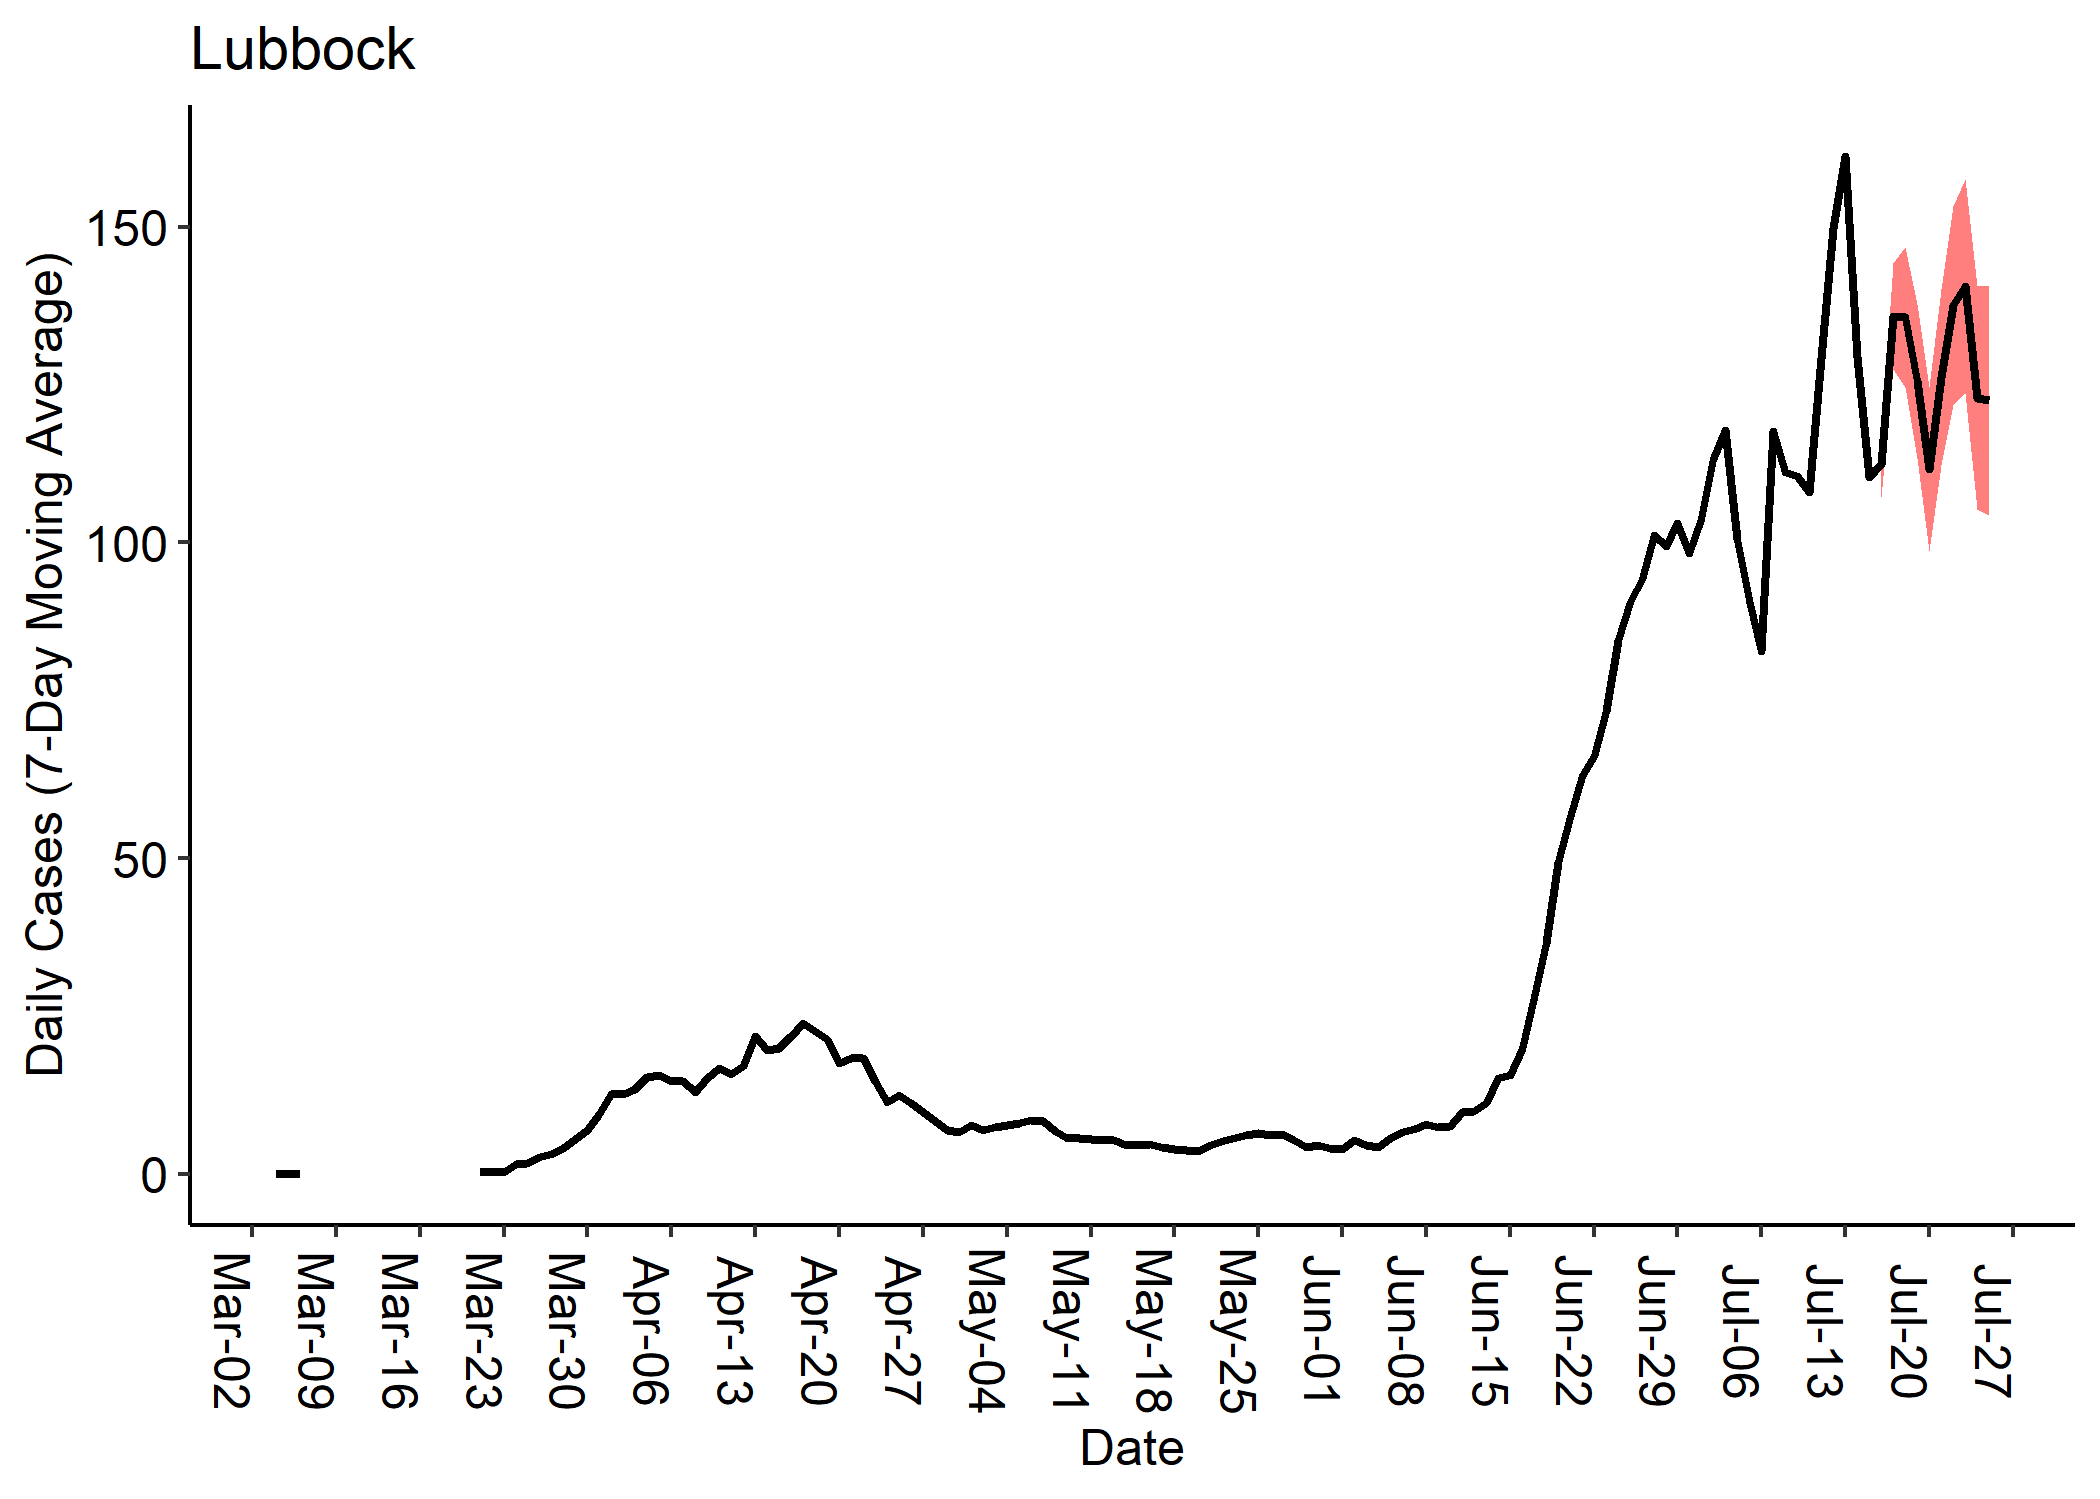 Lubbock
Daily Cases (7-Day Moving Average)
150
100
50
0
Mar-02
Mar-09
Mar-16
Mar-23
Mar-30
Apr-06
Apr-13
Apr-20
Apr-27
May-04
May-11
May-18
May-25
Jun-01
Jun-08
Jun-15
Jun-22
Jun-29
Jul-06
Jul-13
Jul-20
Jul-27
Date